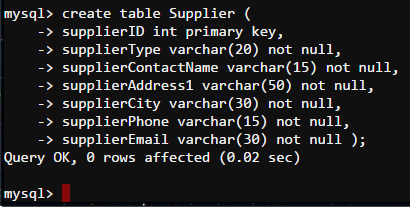 mysql> create table Supplier (
    -> supplierID int primary key,
    -> supplierType varchar(20) not null,
    -> supplierContactName varchar(15) not null,
    -> supplierAddress1 varchar(50) not null,
    -> supplierCity varchar(30) not null,
    -> supplierPhone varchar(15) not null,
    -> supplierEmail varchar(30) not null );
Query OK, 0 rows affected (0.02 sec)
mysql>